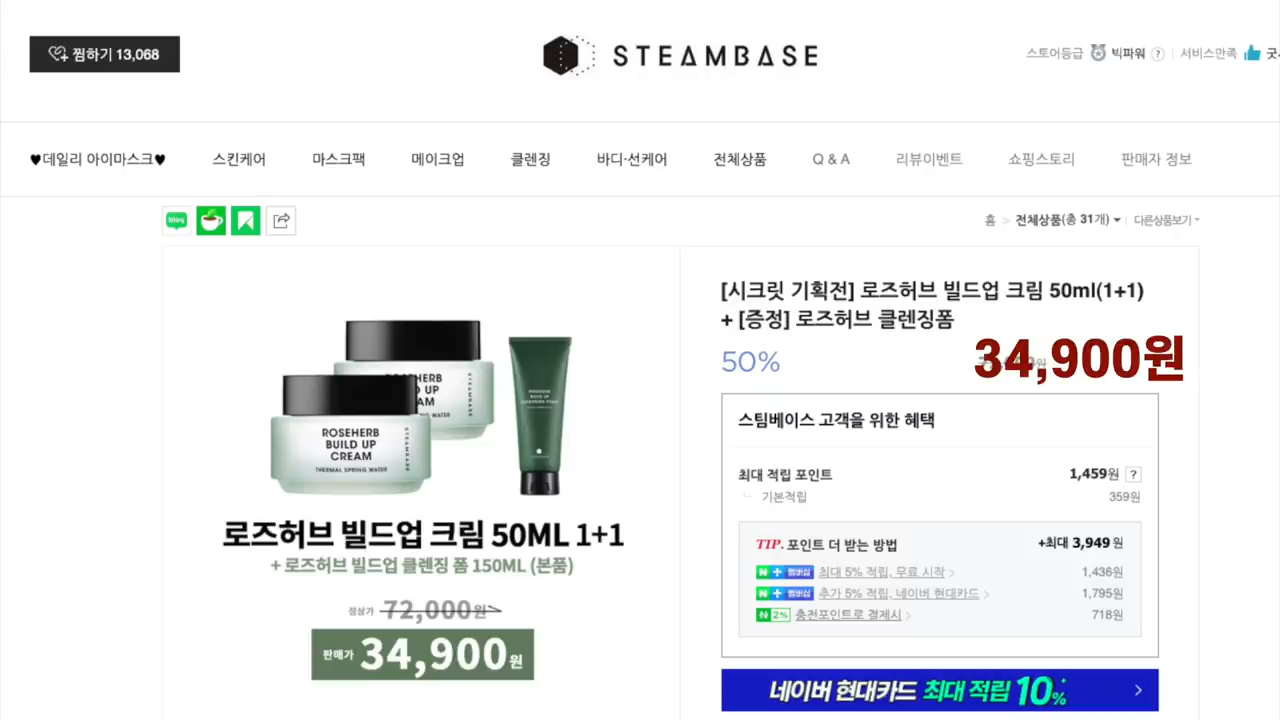 찜하기 13,068
STEAMBASE
스토어등급 빅파워 ? 서비스만족 굿
♥데일리 아이마스크♥ 스킨케어 마스크팩 메이크업 클렌징 바디·선케어 전체상품 Q & A 리뷰이벤트 쇼핑스토리 판매자 정보
blog
홈 > 전체상품(총 31개) 다른상품보기
[시크릿 기획전] 로즈허브 빌드업 크림 50ml(1+1)
+ [증정] 로즈허브 클렌징폼
50% 34,900원
스팀베이스 고객을 위한 혜택
최대 적립 포인트 1,459원 ?
기본적립 359원
TIP. 포인트 더 받는 방법 +최대 3,949 원
N + 멤버십 최대 5% 적립, 무료 시작 > 1,436원
N + 멤버십 추가 5% 적립, 네이버 현대카드 > 1,795원
N 2% 충전포인트로 결제시 > 718원
네이버 현대카드 최대 적립 10% >
ROSEHERB
BUILD UP
CREAM
THERMAL SPRING WATER
STEAMBASE
로즈허브 빌드업 크림 50ML 1+1
+ 로즈허브 빌드업 클렌징 폼 150ML (본품)
정상가 72,000원
판매가 34,900원